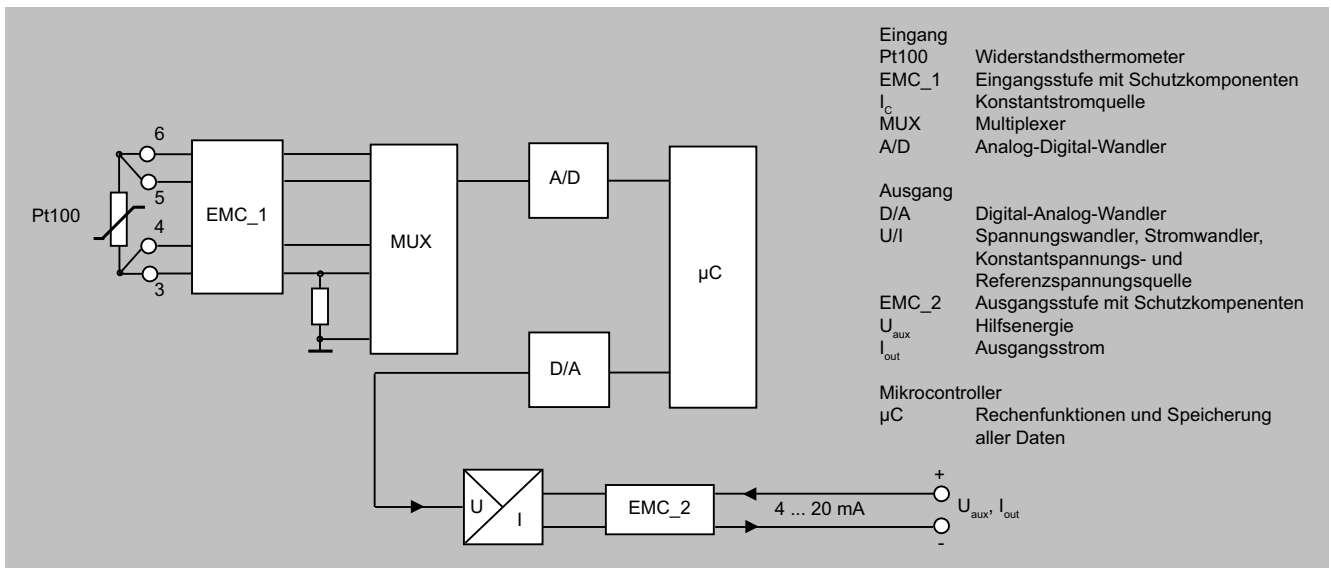 Eingang
Pt100 Widerstandsthermometer
EMC_1 Eingangsstufe mit Schutzkomponenten
I_C Konstantstromquelle
MUX Multiplexer
A/D Analog-Digital-Wandler
Ausgang
D/A Digital-Analog-Wandler
U/I Spannungswandler, Stromwandler,
Konstantspannungs- und
Referenzspannungsquelle
EMC_2 Ausgangsstufe mit Schutzkompenenten
U_aux Hilfsenergie
I_out Ausgangsstrom
Mikrocontroller
µC Rechenfunktionen und Speicherung
aller Daten
6
5
Pt100
4
3
EMC_1
MUX
A/D
µC
D/A
U
I
EMC_2
4 ... 20 mA
+
U_aux, I_out
-